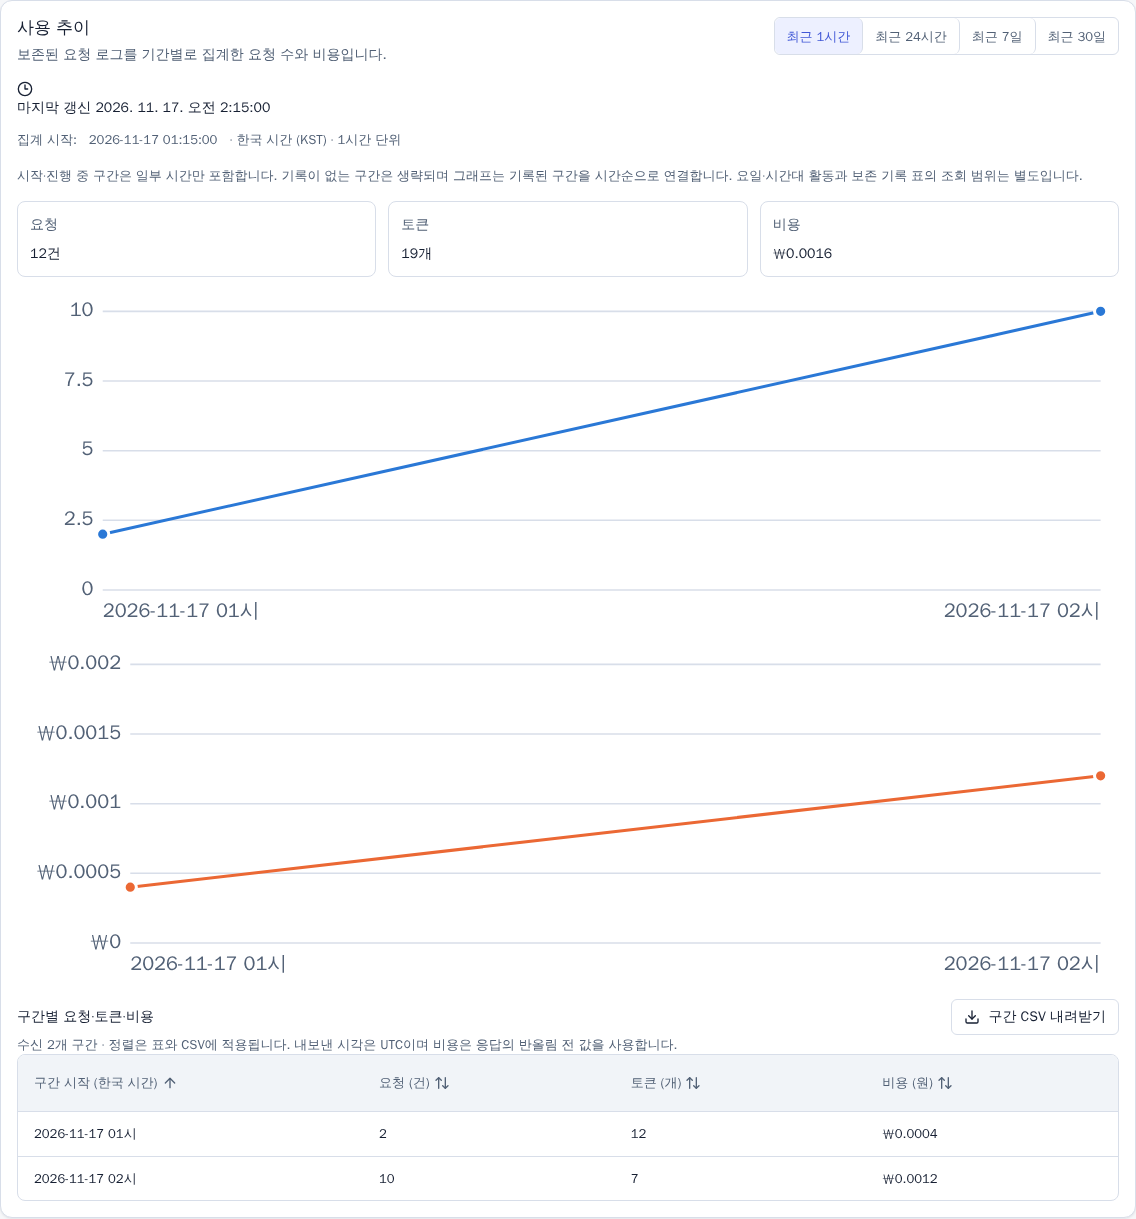 사용 추이
보존된 요청 로그를 기간별로 집계한 요청 수와 비용입니다.
최근 1시간 최근 24시간 최근 7일 최근 30일
마지막 갱신 2026. 11. 17. 오전 2:15:00
집계 시작: 2026-11-17 01:15:00 · 한국 시간 (KST) · 1시간 단위
시작·진행 중 구간은 일부 시간만 포함합니다. 기록이 없는 구간은 생략되며 그래프는 기록된 구간을 시간순으로 연결합니다. 요일·시간대 활동과 보존 기록 표의 조회 범위는 별도입니다.
요청 토큰 비용
12건 19개 ₩0.0016
10
7.5
5
2.5
0
2026-11-17 01시 2026-11-17 02시
₩0.002
₩0.0015
₩0.001
₩0.0005
₩0
2026-11-17 01시 2026-11-17 02시
구간별 요청·토큰·비용 구간 CSV 내려받기
수신 2개 구간 · 정렬은 표와 CSV에 적용됩니다. 내보낸 시각은 UTC이며 비용은 응답의 반올림 전 값을 사용합니다.
구간 시작 (한국 시간) 요청 (건) 토큰 (개) 비용 (원)
2026-11-17 01시 2 12 ₩0.0004
2026-11-17 02시 10 7 ₩0.0012